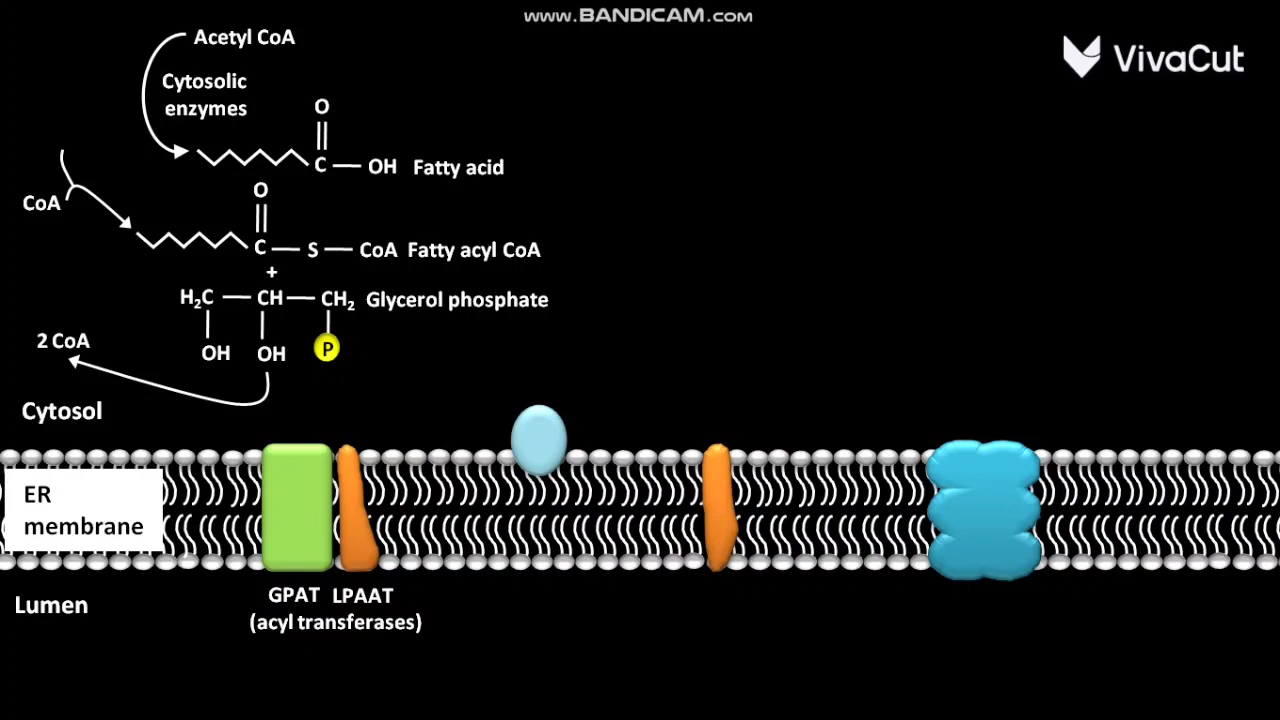 www.BANDICAM.com
VivaCut
Acetyl CoA
Cytosolic
enzymes
O
C
OH Fatty acid
CoA
O
C
S
CoA Fatty acyl CoA
+
H₂C
CH
CH₂ Glycerol phosphate
OH
OH
P
2 CoA
Cytosol
ER
membrane
Lumen
GPAT LPAAT
(acyl transferases)